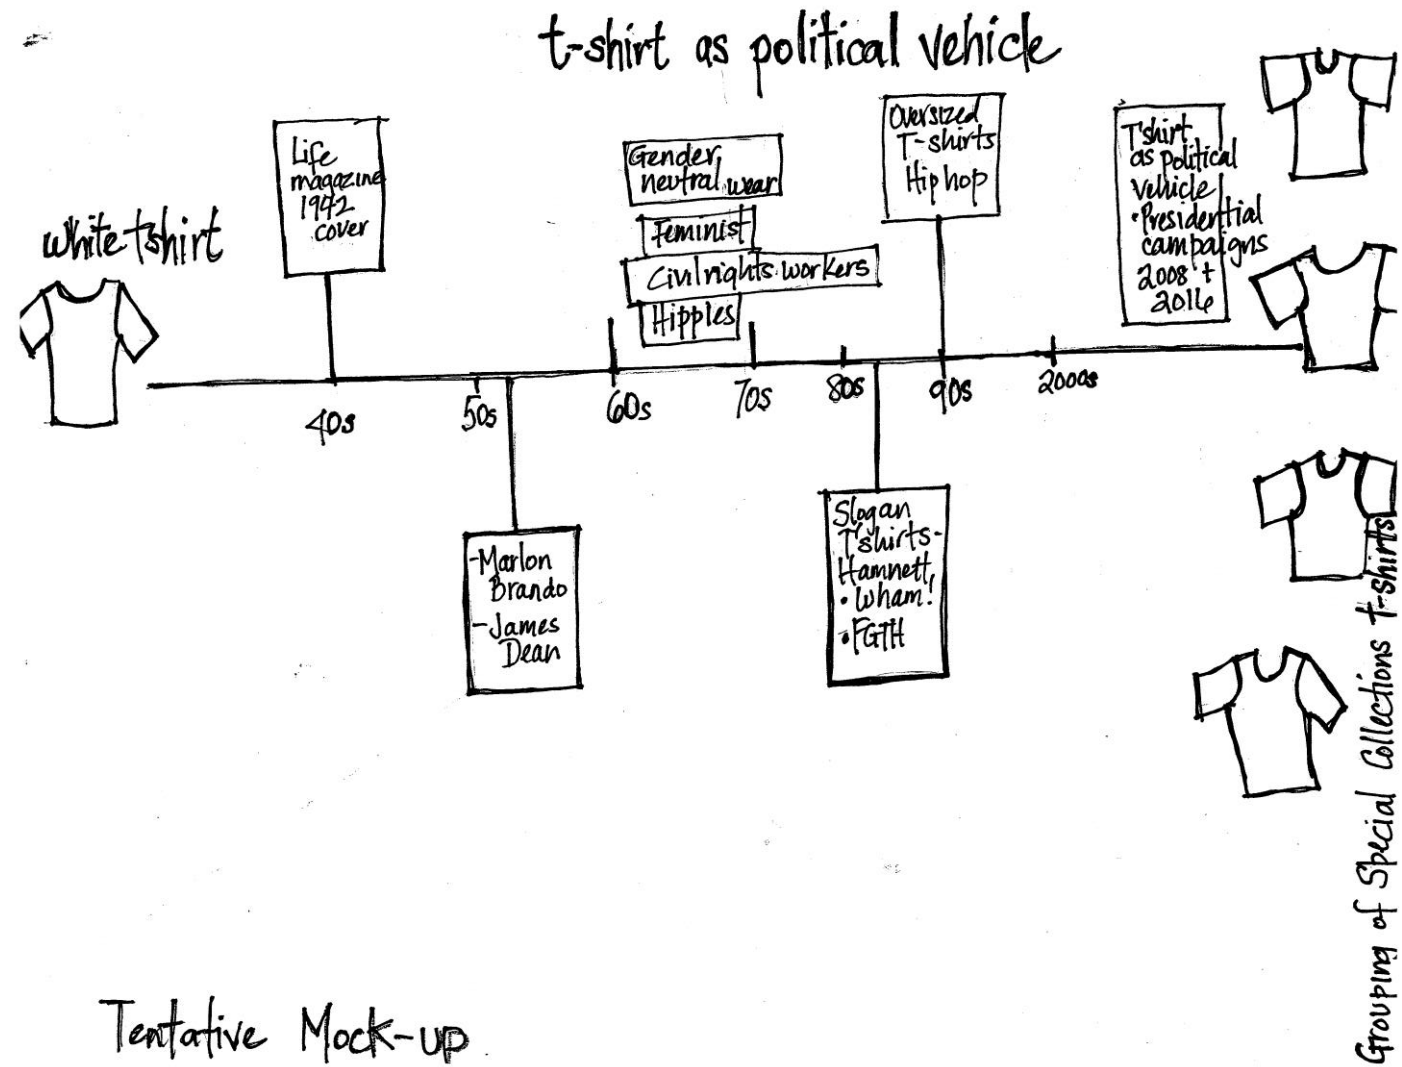 t-shirt as political vehicle
white tshirt
Life
magazine
1942
cover
Gender
neutral wear
Feminist
Civil rights workers
Hippies
Oversized
T-shirts
Hip hop
T'shirt
as political
vehicle
• Presidential
campaigns
2008 +
2016
40s
50s
60s
70s
80s
90s
2000s
- Marlon
Brando
- James
Dean
Slogan
T'shirts -
Hamnett,
• Wham!
• FGTH
Grouping of Special Collections t-shirts
Tentative Mock-up